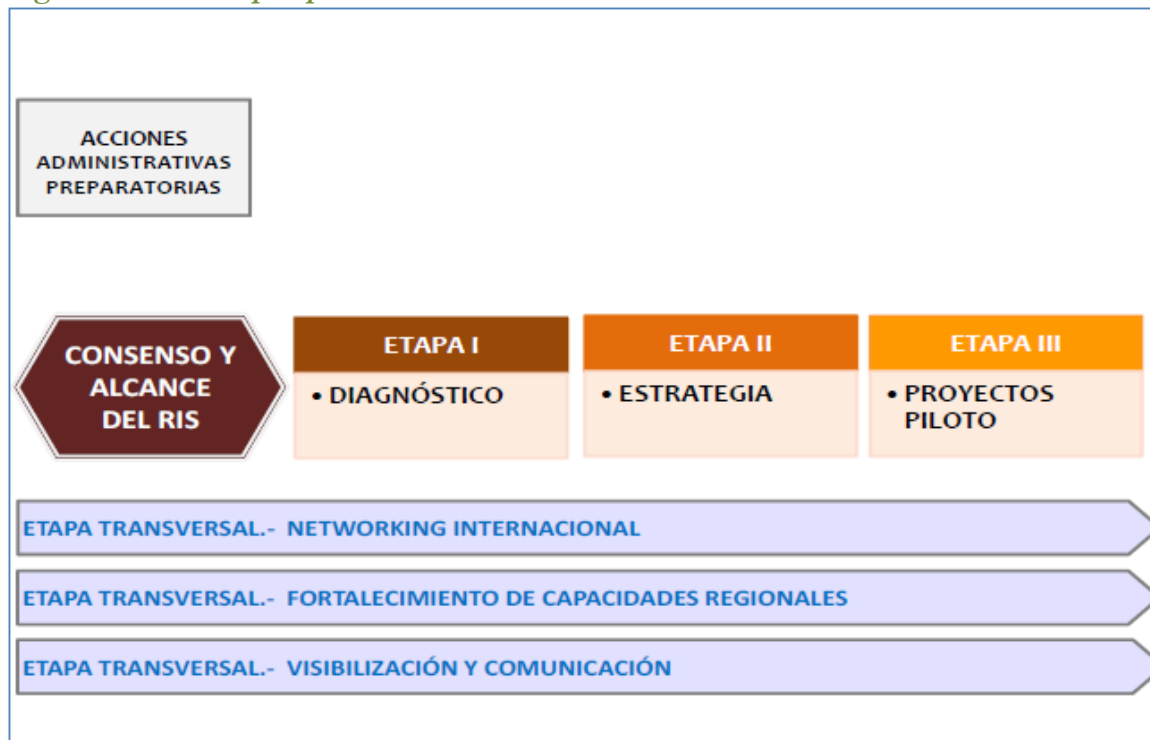 ACCIONES
ADMINISTRATIVAS
PREPARATORIAS
CONSENSO Y
ALCANCE
DEL RIS
ETAPA I
• DIAGNÓSTICO
ETAPA II
• ESTRATEGIA
ETAPA III
• PROYECTOS
PILOTO
ETAPA TRANSVERSAL.- NETWORKING INTERNACIONAL
ETAPA TRANSVERSAL.- FORTALECIMIENTO DE CAPACIDADES REGIONALES
ETAPA TRANSVERSAL.- VISIBILIZACIÓN Y COMUNICACIÓN